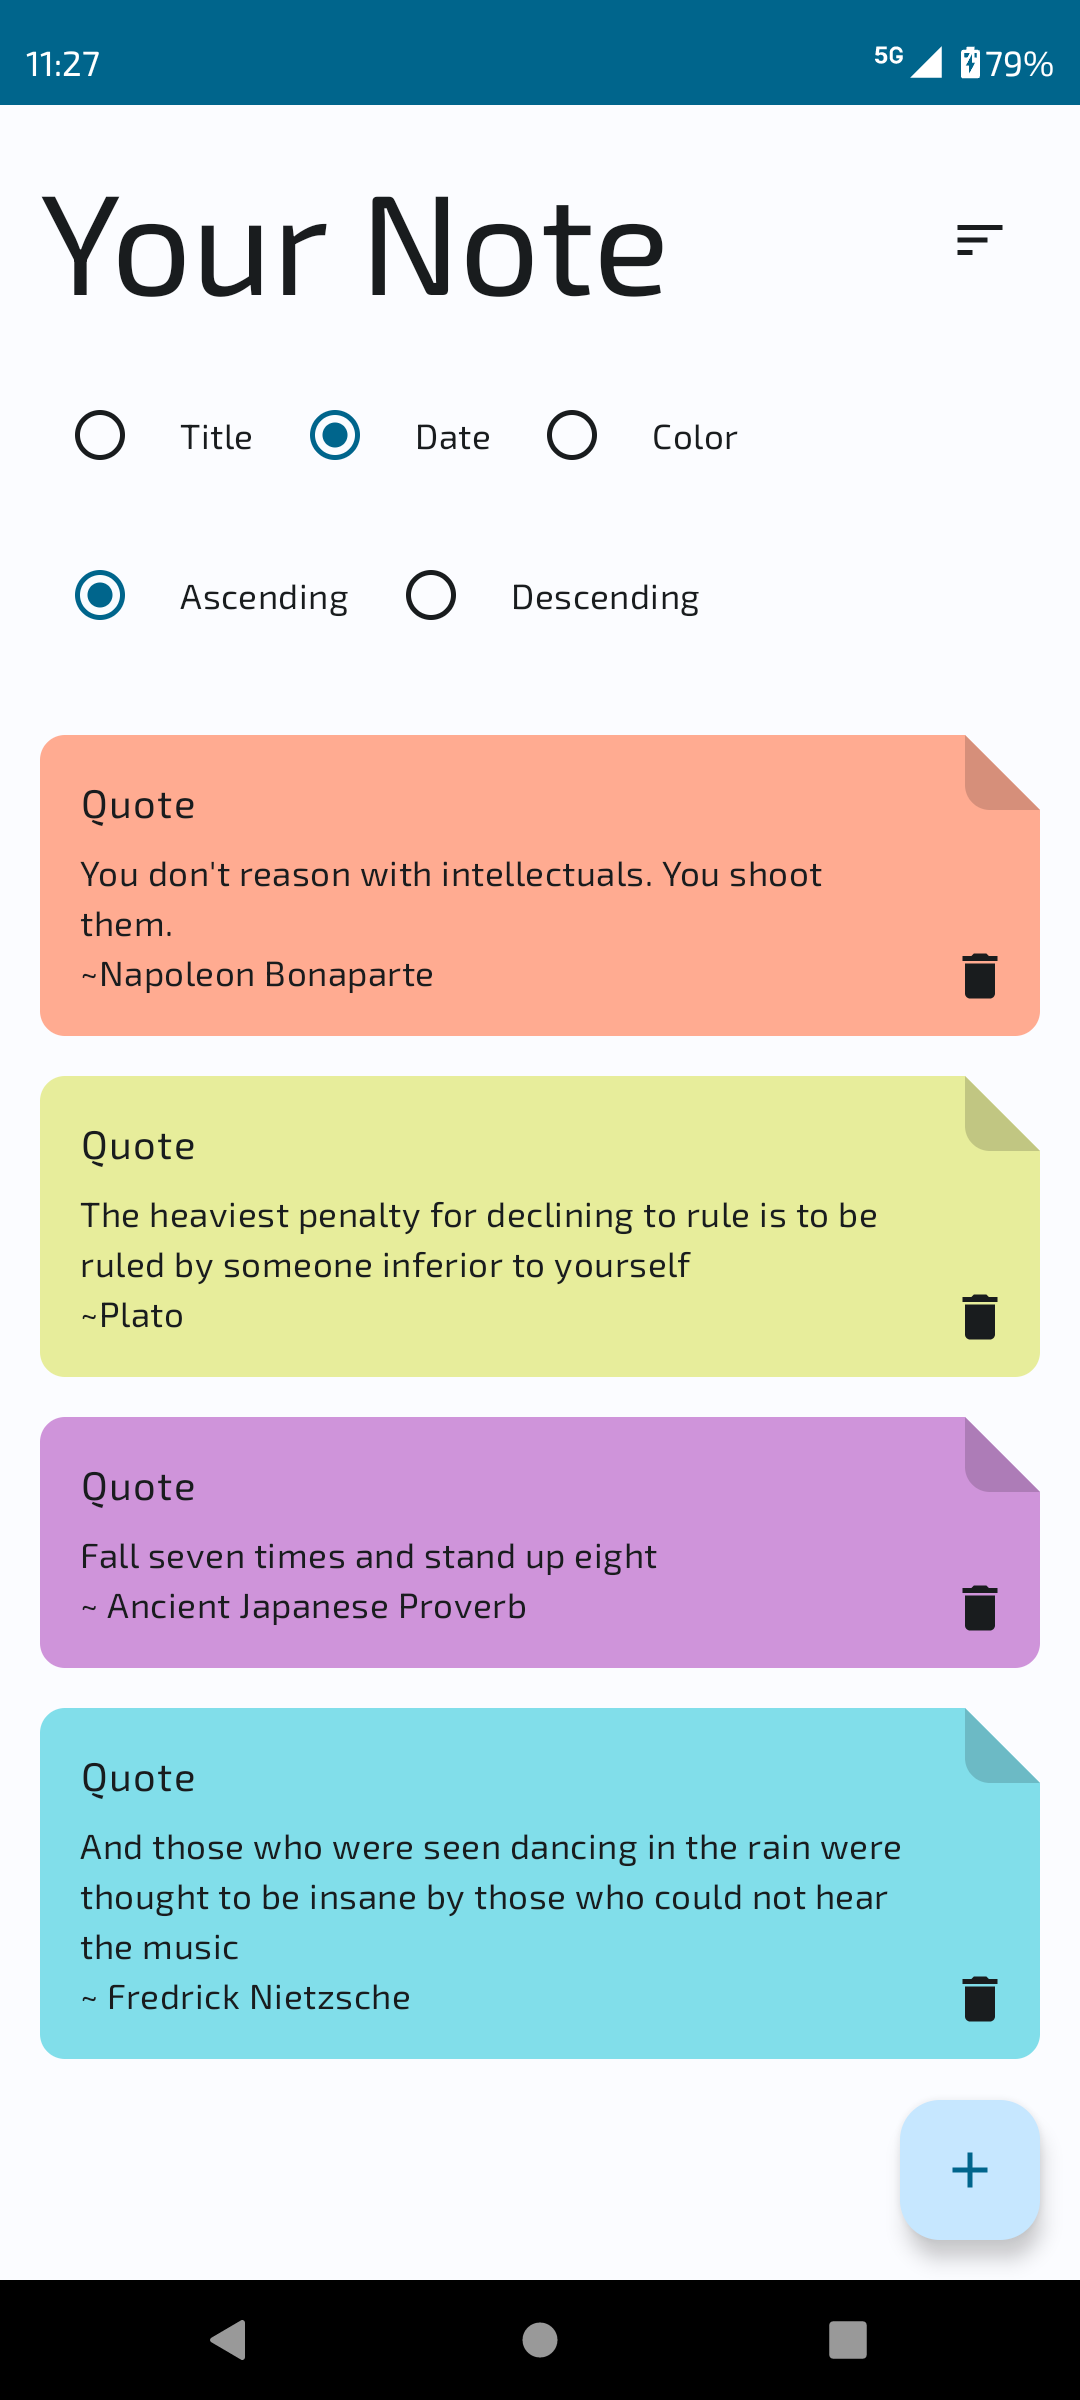 11:27
5G 79%
Your Note
Title Date Color
Ascending Descending
Quote
You don't reason with intellectuals. You shoot
them.
~Napoleon Bonaparte
Quote
The heaviest penalty for declining to rule is to be
ruled by someone inferior to yourself
~Plato
Quote
Fall seven times and stand up eight
~ Ancient Japanese Proverb
Quote
And those who were seen dancing in the rain were
thought to be insane by those who could not hear
the music
~ Fredrick Nietzsche